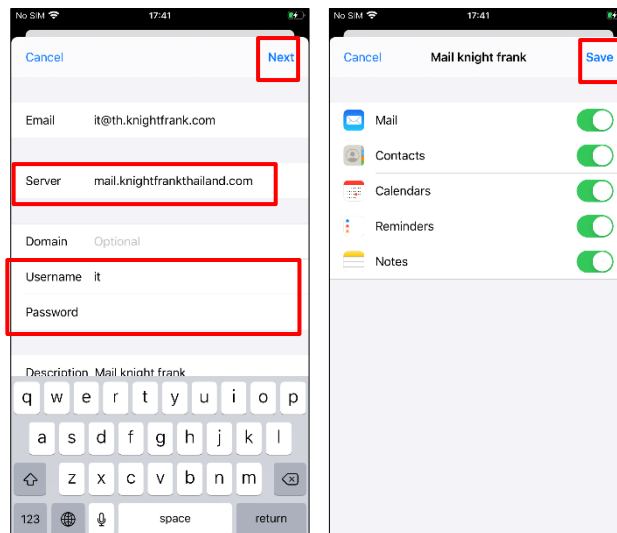 No SIM 17:41
Cancel Next
Email it@th.knightfrank.com
Server mail.knightfrankthailand.com
Domain Optional
Username it
Password
Description Mail knight frank
q w e r t y u i o p
a s d f g h j k l
z x c v b n m
123 space return
No SIM 17:41
Cancel Mail knight frank Save
Mail
Contacts
Calendars
Reminders
Notes